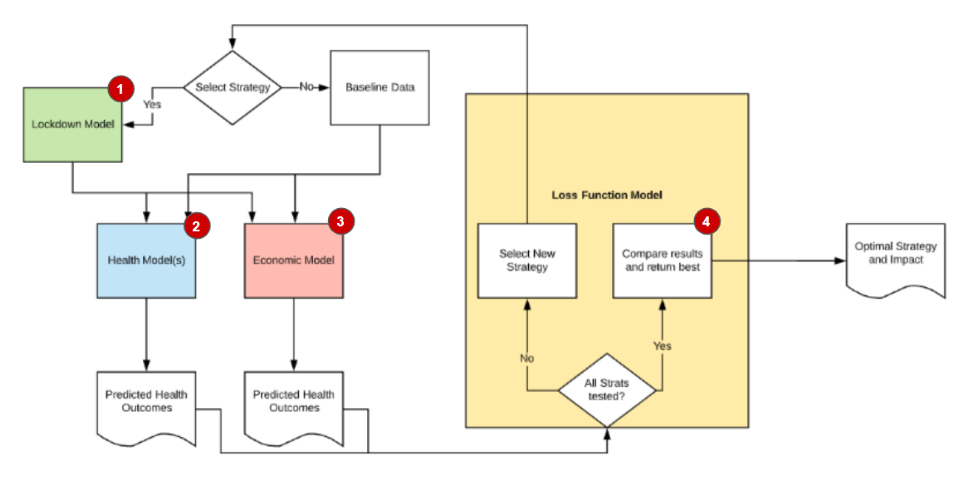 Select Strategy
No
Baseline Data
1
Yes
Lockdown Model
Loss Function Model
2
3
4
Health Model(s)
Economic Model
Select New
Strategy
Compare results
and return best
Optimal Strategy
and Impact
No
Yes
All Strats
tested?
Predicted Health
Outcomes
Predicted Health
Outcomes